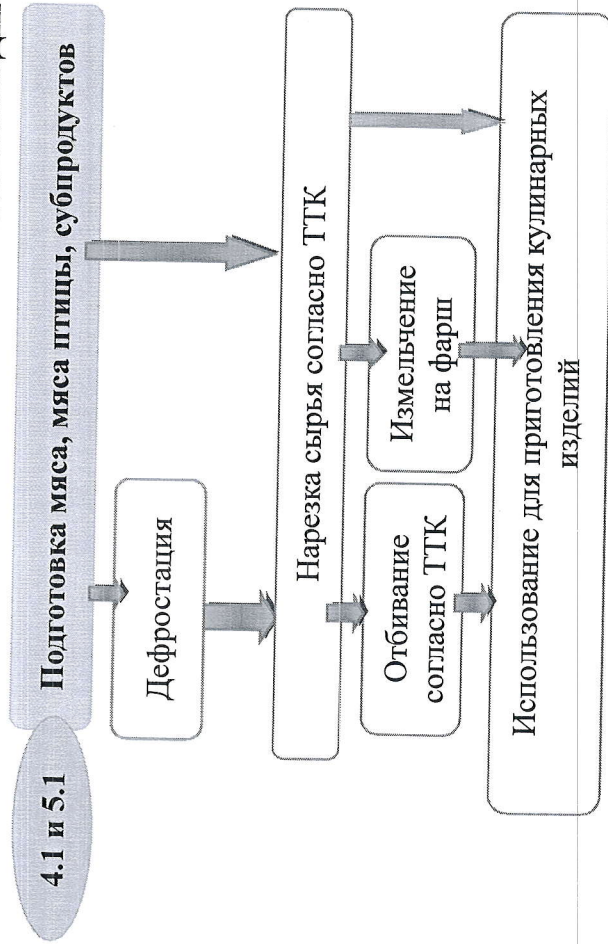 4.1 и 5.1
Подготовка мяса, мяса птицы, субпродуктов
Дефростация
Нарезка сырья согласно ТТК
Отбивание
согласно ТТК
Измельчение
на фарш
Использование для приготовления кулинарных
изделий